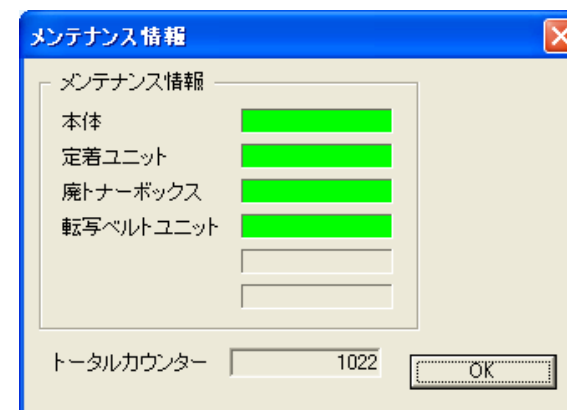 メンテナンス情報
メンテナンス情報
本体
定着ユニット
廃トナーボックス
転写ベルトユニット
トータルカウンター 1022 OK